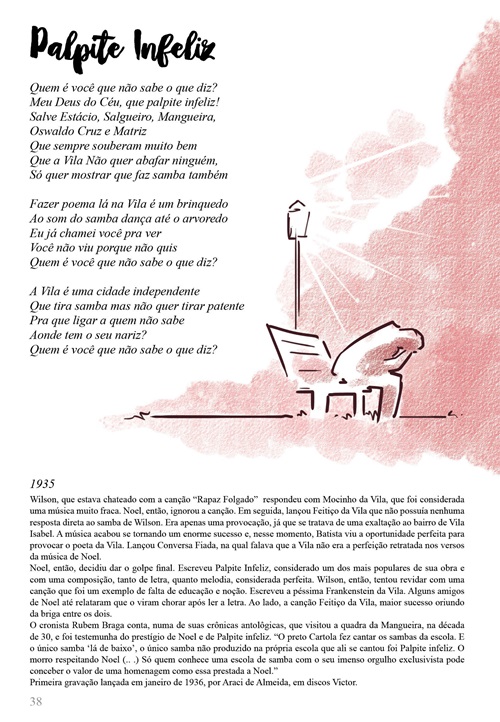 Palpite Infeliz
Quem é você que não sabe o que diz?
Meu Deus do Céu, que palpite infeliz!
Salve Estácio, Salgueiro, Mangueira,
Oswaldo Cruz e Matriz
Que sempre souberam muito bem
Que a Vila Não quer abafar ninguém,
Só quer mostrar que faz samba também
Fazer poema lá na Vila é um brinquedo
Ao som do samba dança até o arvoredo
Eu já chamei você pra ver
Você não viu porque não quis
Quem é você que não sabe o que diz?
A Vila é uma cidade independente
Que tira samba mas não quer tirar patente
Pra que ligar a quem não sabe
Aonde tem o seu nariz?
Quem é você que não sabe o que diz?
1935
Wilson, que estava chateado com a canção “Rapaz Folgado” respondeu com Mocinho da Vila, que foi considerada
uma música muito fraca. Noel, então, ignorou a canção. Em seguida, lançou Feitiço da Vila que não possuía nenhuma
resposta direta ao samba de Wilson. Era apenas uma provocação, já que se tratava de uma exaltação ao bairro de Vila
Isabel. A música acabou se tornando um enorme sucesso e, nesse momento, Batista viu a oportunidade perfeita para
provocar o poeta da Vila. Lançou Conversa Fiada, na qual falava que a Vila não era a perfeição retratada nos versos
da música de Noel.
Noel, então, decidiu dar o golpe final. Escreveu Palpite Infeliz, considerado um dos mais populares de sua obra e
com uma composição, tanto de letra, quanto melodia, considerada perfeita. Wilson, então, tentou revidar com uma
canção que foi um exemplo de falta de educação e noção. Escreveu a péssima Frankenstein da Vila. Alguns amigos
de Noel até relataram que o viram chorar após ler a letra. Ao lado, a canção Feitiço da Vila, maior sucesso oriundo
da briga entre os dois.
O cronista Rubem Braga conta, numa de suas crônicas antológicas, que visitou a quadra da Mangueira, na década
de 30, e foi testemunha do prestígio de Noel e de Palpite infeliz. “O preto Cartola fez cantar os sambas da escola. E
o único samba ‘lá de baixo’, o único samba não produzido na própria escola que ali se cantou foi Palpite Infeliz. O
morro respeitando Noel (.. .) Só quem conhece uma escola de samba com o seu imenso orgulho exclusivista pode
conceber o valor de uma homenagem como essa prestada a Noel.”
Primeira gravação lançada em janeiro de 1936, por Araci de Almeida, em discos Victor.
38